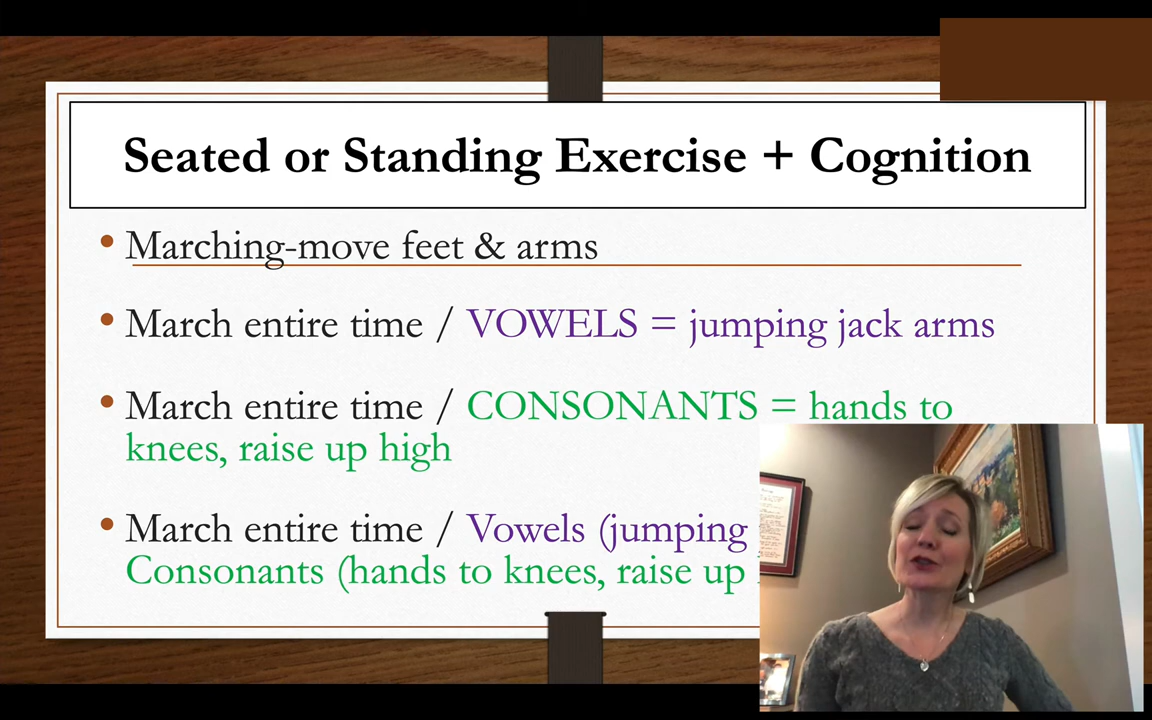 Seated or Standing Exercise + Cognition
• Marching-move feet & arms
• March entire time / VOWELS = jumping jack arms
• March entire time / CONSONANTS = hands to
knees, raise up high
• March entire time / Vowels (jumping
Consonants (hands to knees, raise up